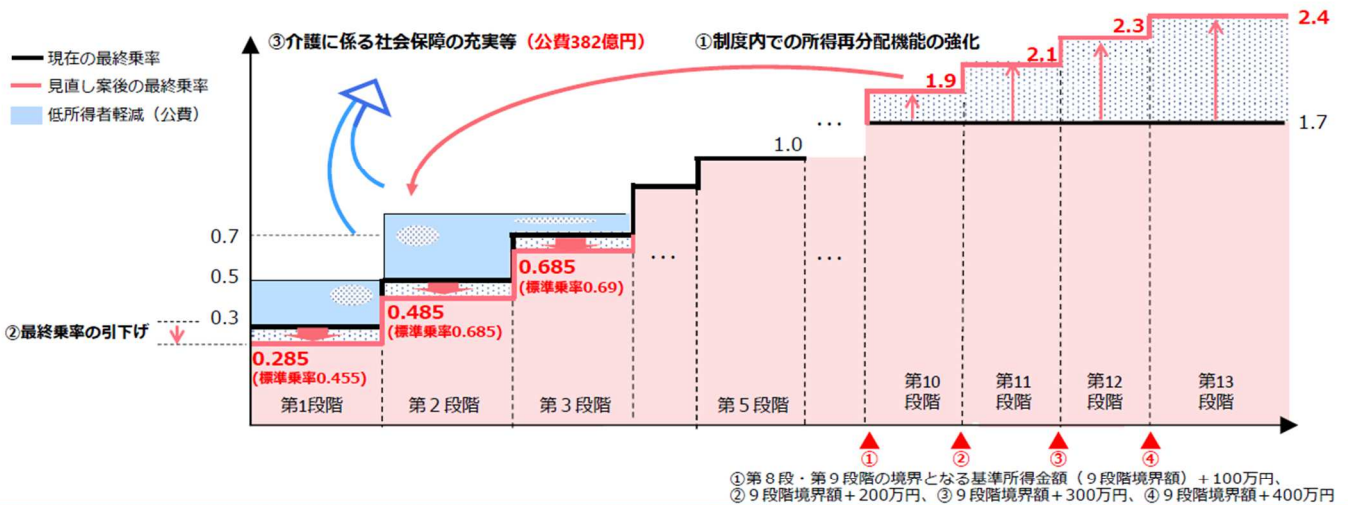 ③介護に係る社会保障の充実等（公費382億円）
①制度内での所得再分配機能の強化
現在の最終乗率
見直し案後の最終乗率
低所得者軽減（公費）
2.4
2.3
2.1
1.9
1.7
1.0
…
…
…
0.7
0.5
0.3
②最終乗率の引下げ
0.685
(標準乗率0.69)
0.485
(標準乗率0.685)
0.285
(標準乗率0.455)
第1段階
第２段階
第３段階
第５段階
第10
段階
第11
段階
第12
段階
第13
段階
①
②
③
④
①第８段・第９段階の境界となる基準所得金額（９段階境界額）＋100万円、
②９段階境界額＋200万円、③９段階境界額＋300万円、④９段階境界額＋400万円